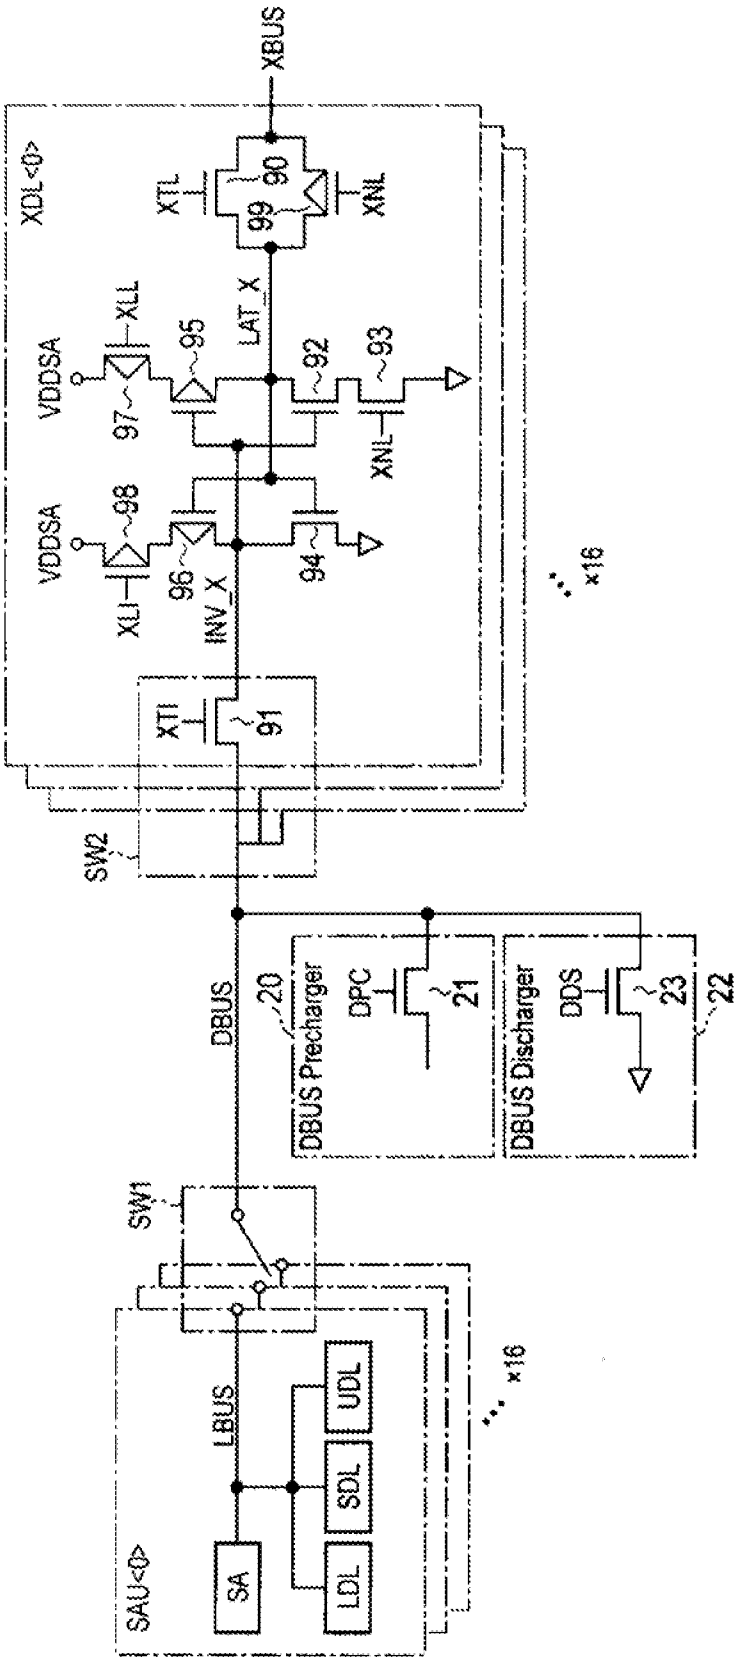 SAU<0>
SA
LBUS
LDL
SDL
UDL
×16
SW1
DBUS
20
DBUS Precharger
DPC
21
DBUS Discharger
DDS
23
22
SW2
XTI
91
XDL<0>
VDDSA
XLI
98
96
INV_X
94
VDDSA
XLL
97
95
LAT_X
92
93
XNL
XTL
90
99
XNL
XBUS
×16